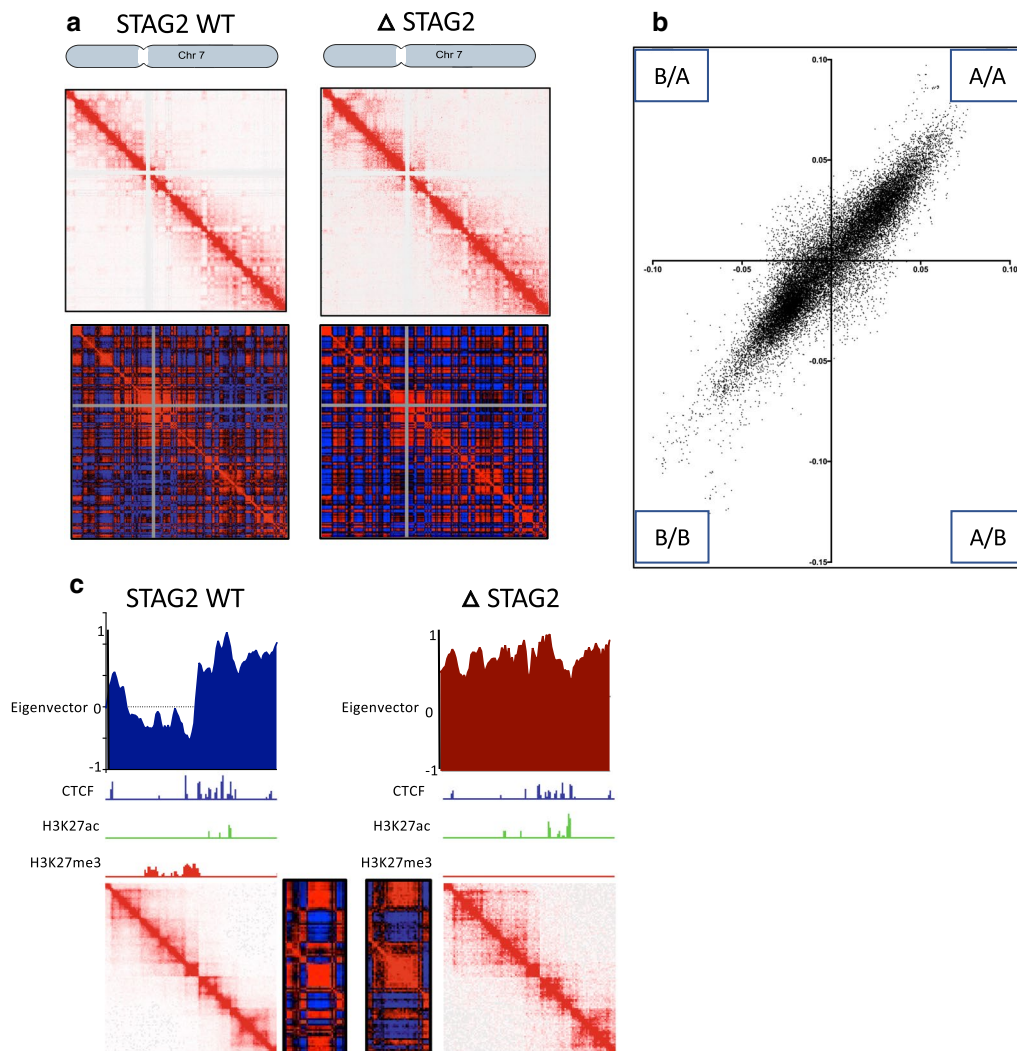 a
STAG2 WT
Δ STAG2
Chr 7
Chr 7
b
B/A
A/A
0.10
0.05
-0.10
-0.05
0.05
0.10
-0.05
-0.10
-0.15
B/B
A/B
c
STAG2 WT
Δ STAG2
1
Eigenvector 0
-1
1
Eigenvector 0
-1
CTCF
CTCF
H3K27ac
H3K27ac
H3K27me3
H3K27me3